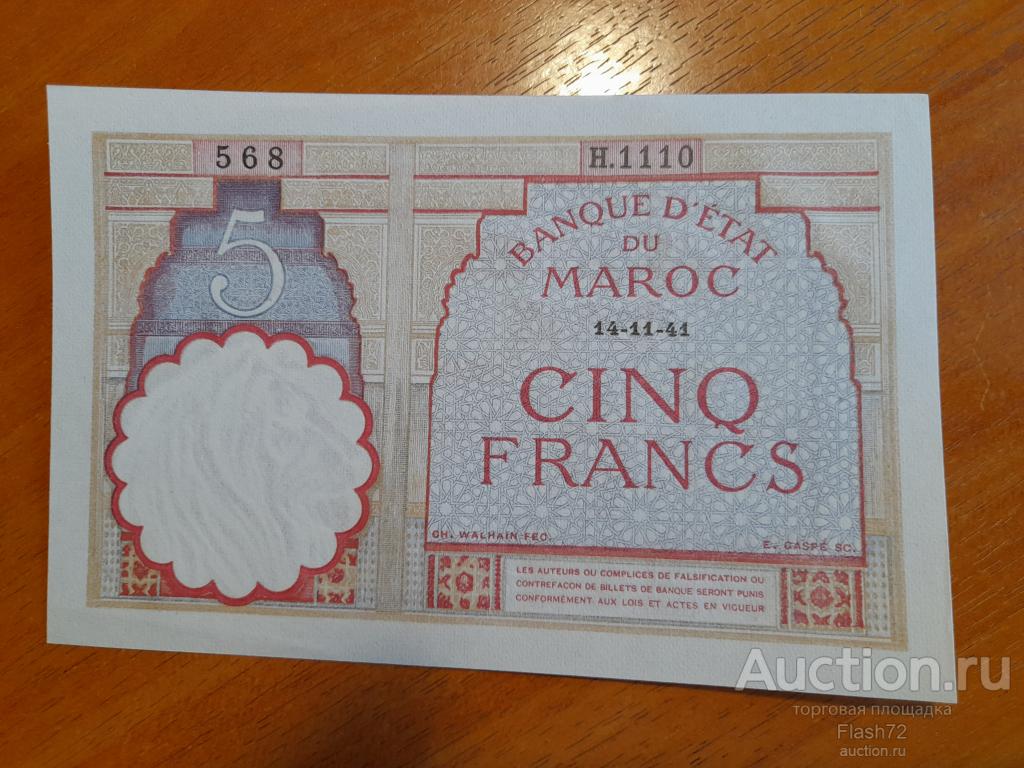 568
H.1110
5
BANQUE D'ÉTAT
DU
MAROC
14-11-41
CINQ
FRANCS
CH. WALHAIN FEC.
E. GASPÉ SC.
LES AUTEURS OU COMPLICES DE FALSIFICATION OU
CONTREFACON DE BILLETS DE BANQUE SERONT PUNIS
CONFORMÉMENT AUX LOIS ET ACTES EN VIGUEUR
Auction.ru
торговая площадка
Flash72
auction.ru